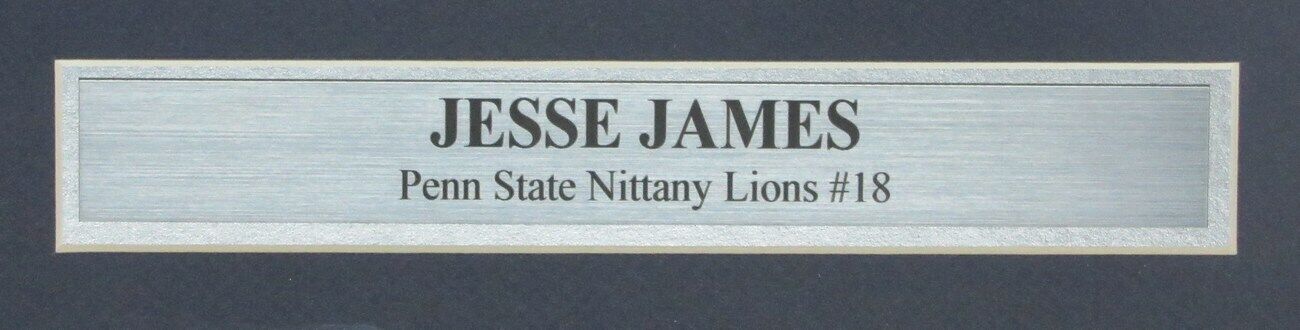 JESSE JAMES
Penn State Nittany Lions #18